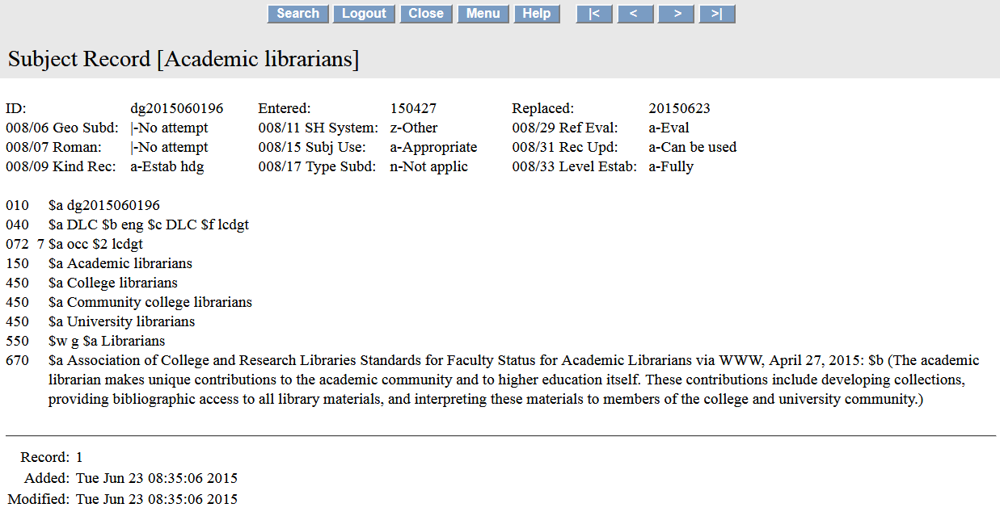 Search Logout Close Menu Help |< < > >|
Subject Record [Academic librarians]
ID: dg2015060196 Entered: 150427 Replaced: 20150623
008/06 Geo Subd: |-No attempt 008/11 SH System: z-Other 008/29 Ref Eval: a-Eval
008/07 Roman: |-No attempt 008/15 Subj Use: a-Appropriate 008/31 Rec Upd: a-Can be used
008/09 Kind Rec: a-Estab hdg 008/17 Type Subd: n-Not applic 008/33 Level Estab: a-Fully
010 $a dg2015060196
040 $a DLC $b eng $c DLC $f lcdgt
072 7 $a occ $2 lcdgt
150 $a Academic librarians
450 $a College librarians
450 $a Community college librarians
450 $a University librarians
550 $w g $a Librarians
670 $a Association of College and Research Libraries Standards for Faculty Status for Academic Librarians via WWW, April 27, 2015: $b (The academic
librarian makes unique contributions to the academic community and to higher education itself. These contributions include developing collections,
providing bibliographic access to all library materials, and interpreting these materials to members of the college and university community.)
Record: 1
Added: Tue Jun 23 08:35:06 2015
Modified: Tue Jun 23 08:35:06 2015